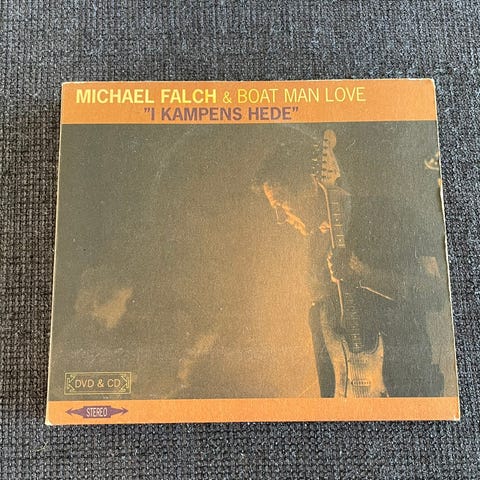 MICHAEL FALCH & BOAT MAN LOVE
"I KAMPENS HEDE"
DVD & CD
STEREO